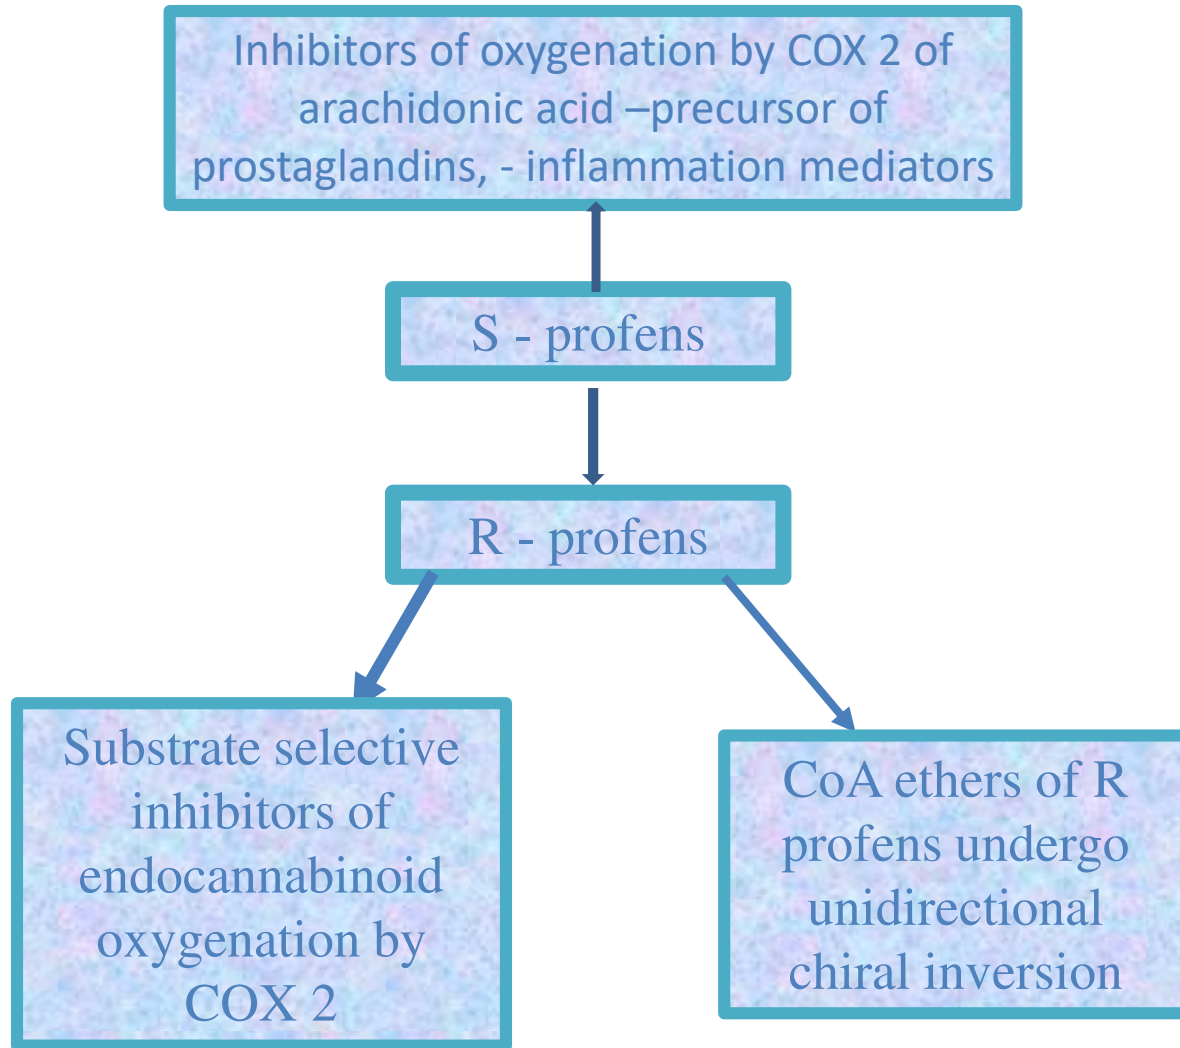 Inhibitors of oxygenation by COX 2 of
arachidonic acid –precursor of
prostaglandins, - inflammation mediators
S - profens
R - profens
Substrate selective
inhibitors of
endocannabinoid
oxygenation by
COX 2
CoA ethers of R
profens undergo
unidirectional
chiral inversion